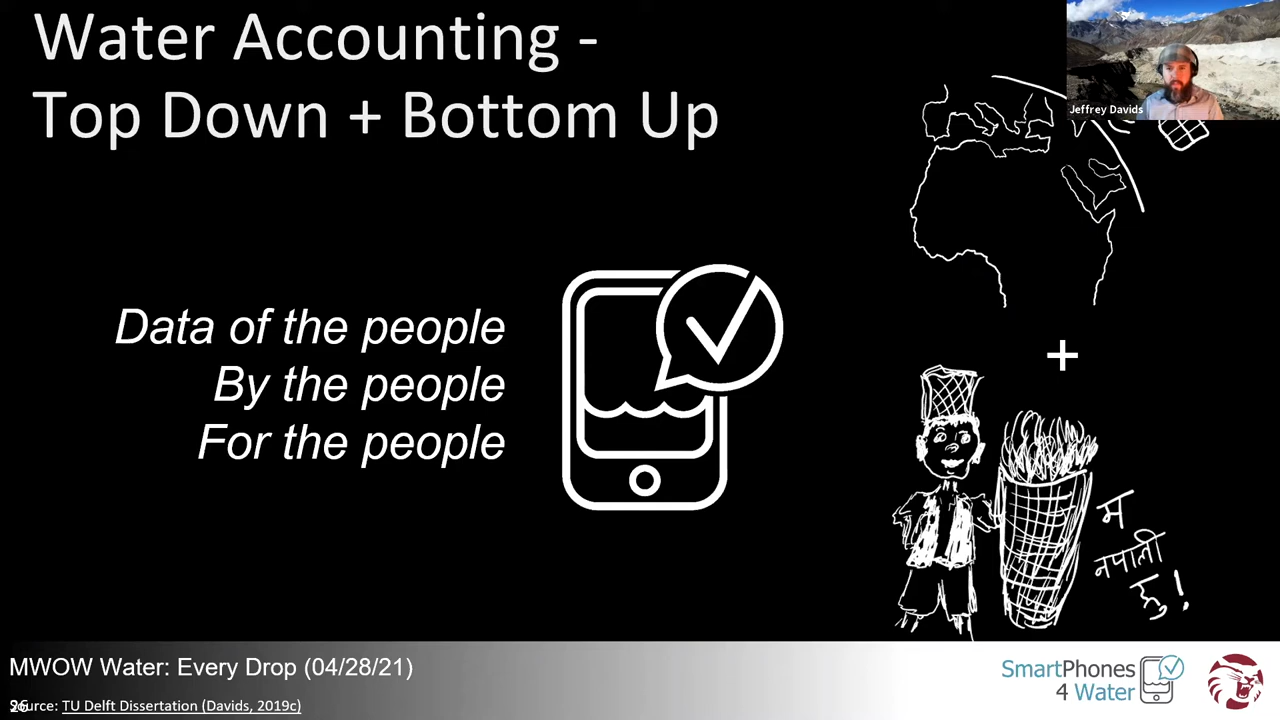 Water Accounting -
Top Down + Bottom Up
Jeffrey Davids
Data of the people
By the people
For the people
+
म
नपाली
हु!
MWOW Water: Every Drop (04/28/21)
SmartPhones
4 Water
26
Source: TU Delft Dissertation (Davids, 2019c)